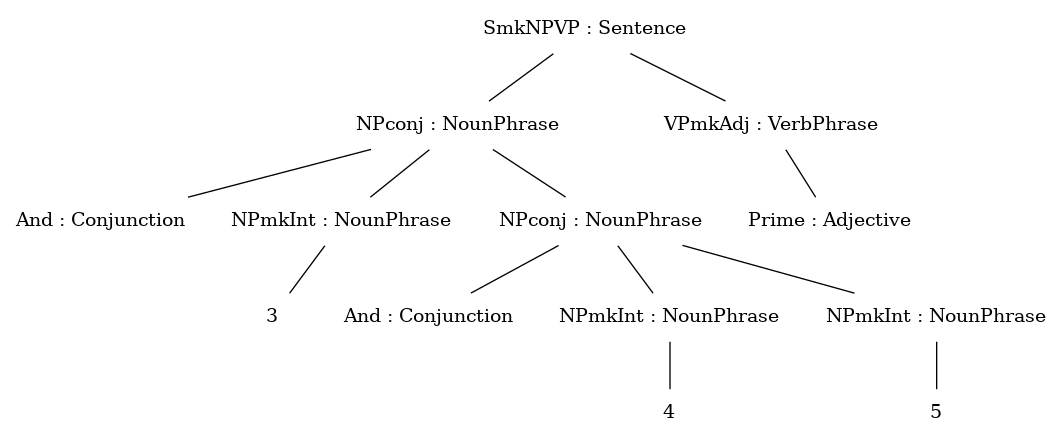 SmkNPVP : Sentence
NPconj : NounPhrase VPmkAdj : VerbPhrase
And : Conjunction NPmkInt : NounPhrase NPconj : NounPhrase Prime : Adjective
3 And : Conjunction NPmkInt : NounPhrase NPmkInt : NounPhrase
4 5